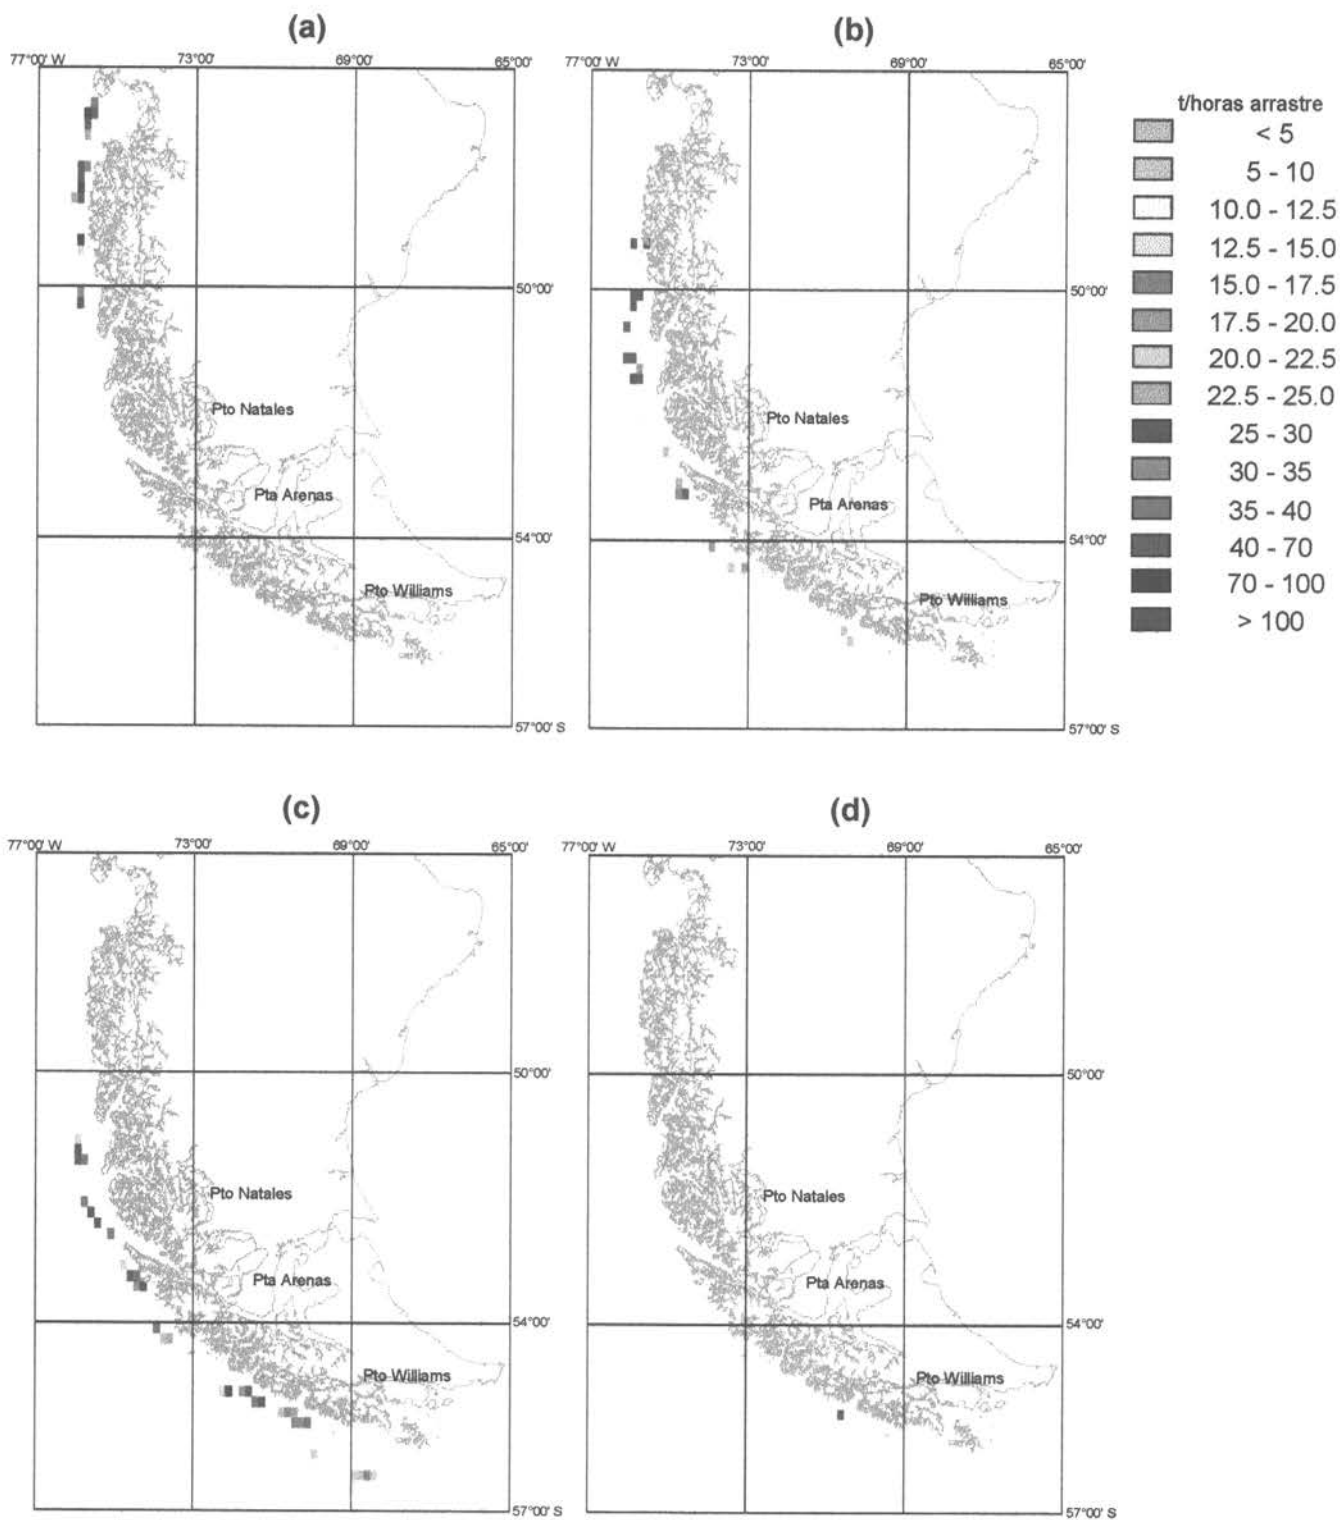 (a)
77°00' W 73°00' 69°00' 65°00'
50°00'
Pto Natales
Pta Arenas
54°00'
Pto Williams
57°00' S
(b)
77°00' W 73°00' 69°00' 65°00'
50°00'
Pto Natales
Pta Arenas
54°00'
Pto Williams
57°00' S
t/horas arrastre
< 5
5 - 10
10.0 - 12.5
12.5 - 15.0
15.0 - 17.5
17.5 - 20.0
20.0 - 22.5
22.5 - 25.0
25 - 30
30 - 35
35 - 40
40 - 70
70 - 100
> 100
(c)
77°00' W 73°00' 69°00' 65°00'
50°00'
Pto Natales
Pta Arenas
54°00'
Pto Williams
57°00' S
(d)
77°00' W 73°00' 69°00' 65°00'
50°00'
Pto Natales
Pta Arenas
54°00'
Pto Williams
57°00' S